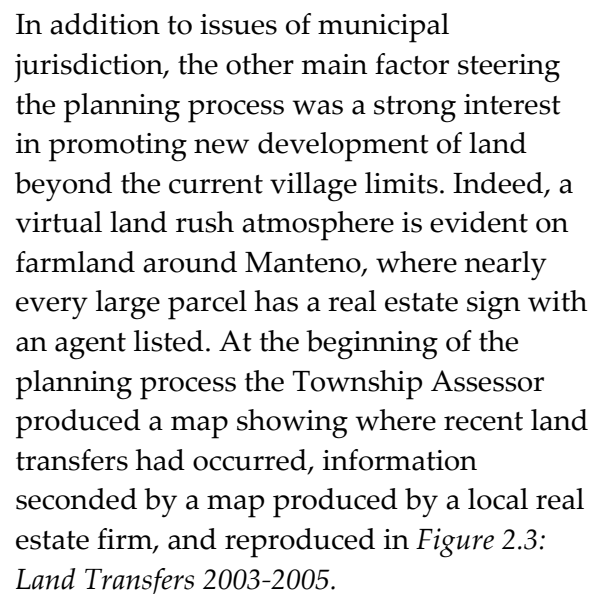 In addition to issues of municipal
jurisdiction, the other main factor steering
the planning process was a strong interest
in promoting new development of land
beyond the current village limits. Indeed, a
virtual land rush atmosphere is evident on
farmland around Manteno, where nearly
every large parcel has a real estate sign with
an agent listed. At the beginning of the
planning process the Township Assessor
produced a map showing where recent land
transfers had occurred, information
seconded by a map produced by a local real
estate firm, and reproduced in Figure 2.3:
Land Transfers 2003-2005.